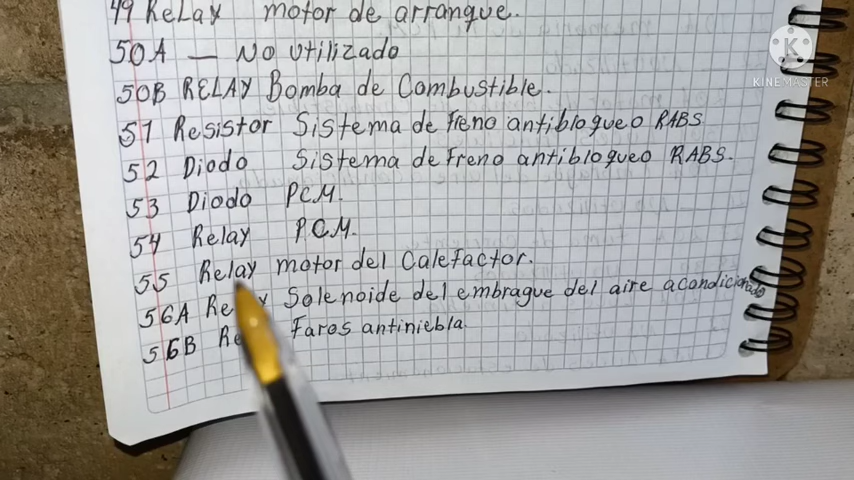 49 ReLay motor de arranque.
50A — No Utilizado
50B RELAY Bomba de Combustible.
51 Resistor Sistema de Freno antibloqueo RABS
52 Diodo Sistema de Freno antibloqueo RABS.
53 Diodo PCM.
54 Relay PCM.
55 Relay motor del Calefactor.
56A Solenoide del embrague del aire acondicionado
56B Faros antiniebla.
K
KINEMASTER